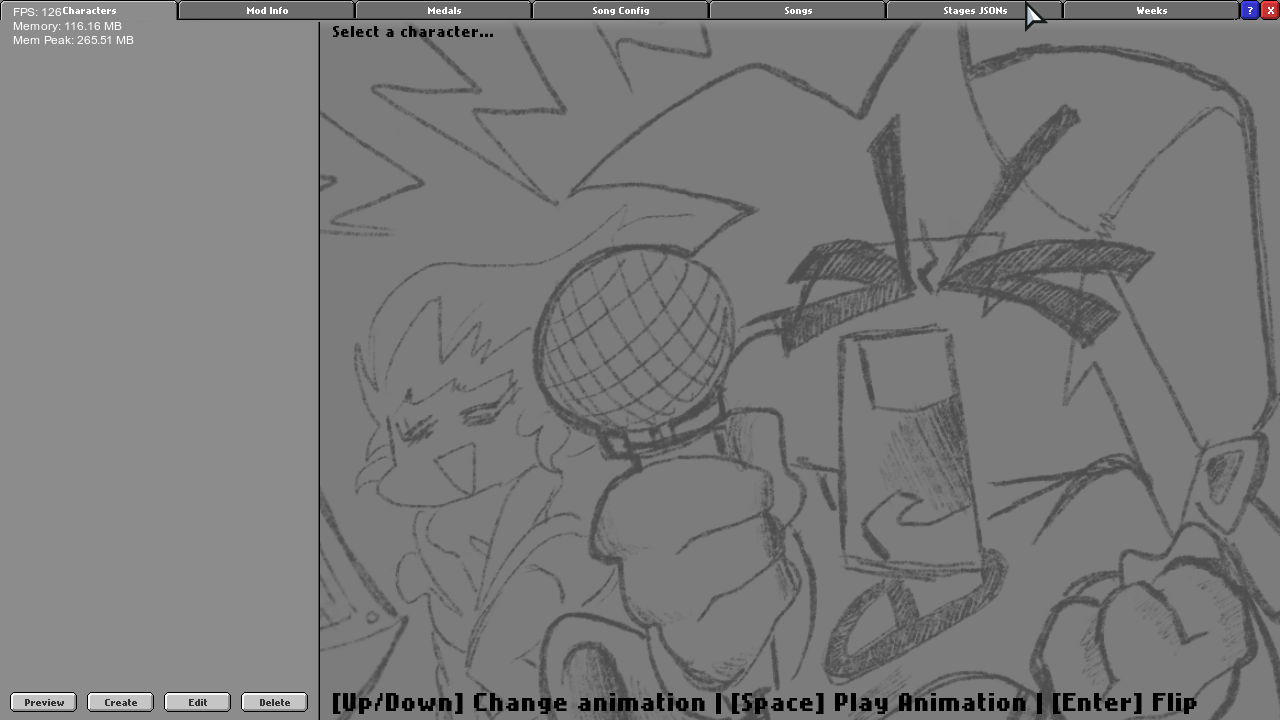 FPS: 126 Characters
Mod Info
Medals
Song Config
Songs
Stages JSONs
Weeks
?
X
Memory: 116.16 MB
Mem Peak: 265.51 MB
Select a character...
Preview
Create
Edit
Delete
[Up/Down] Change animation | [Space] Play Animation | [Enter] Flip